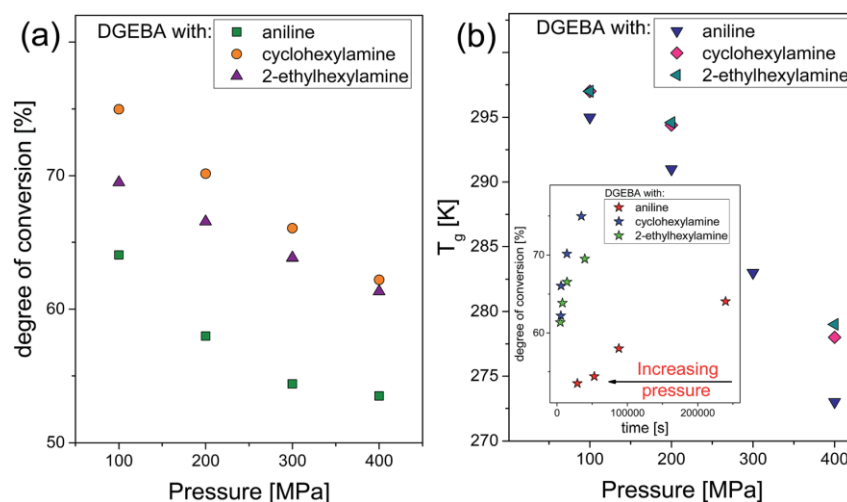 (a)
DGEBA with:
aniline
cyclohexylamine
2-ethylhexylamine
degree of conversion [%]
70
60
50
100
200
300
400
Pressure [MPa]
(b)
DGEBA with:
aniline
cyclohexylamine
2-ethylhexylamine
T_g [K]
295
290
285
280
275
270
100
200
300
400
Pressure [MPa]
DGEBA with:
aniline
cyclohexylamine
2-ethylhexylamine
degree of conversion [%]
70
60
0
100000
200000
time [s]
Increasing
pressure